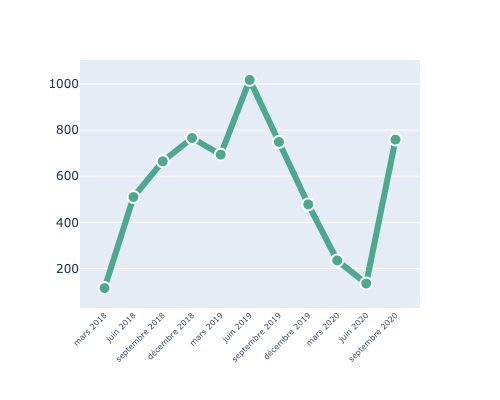 1000
800
600
400
200
mars 2018
juin 2018
septembre 2018
décembre 2018
mars 2019
juin 2019
septembre 2019
décembre 2019
mars 2020
juin 2020
septembre 2020